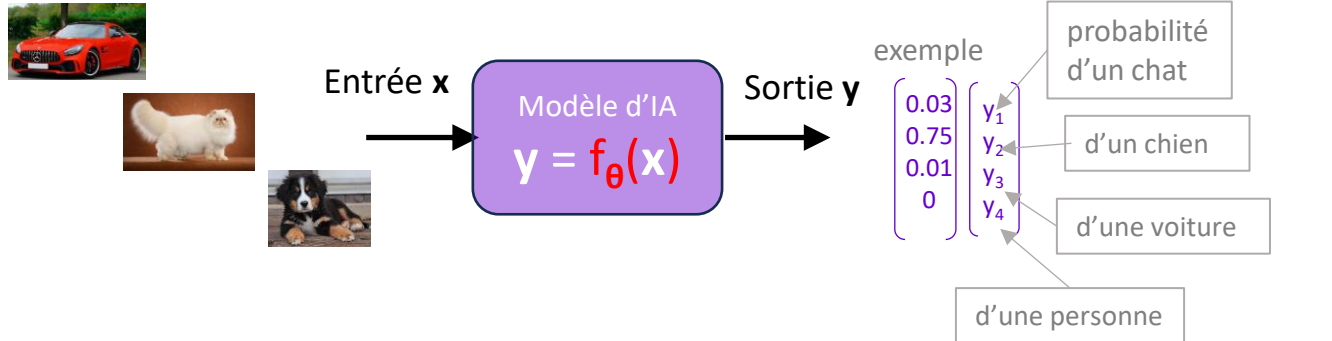 Entrée x
Modèle d'IA
y = fθ(x)
Sortie y
exemple
0.03
0.75
0.01
0
y1
y2
y3
y4
probabilité
d'un chat
d'un chien
d'une voiture
d'une personne